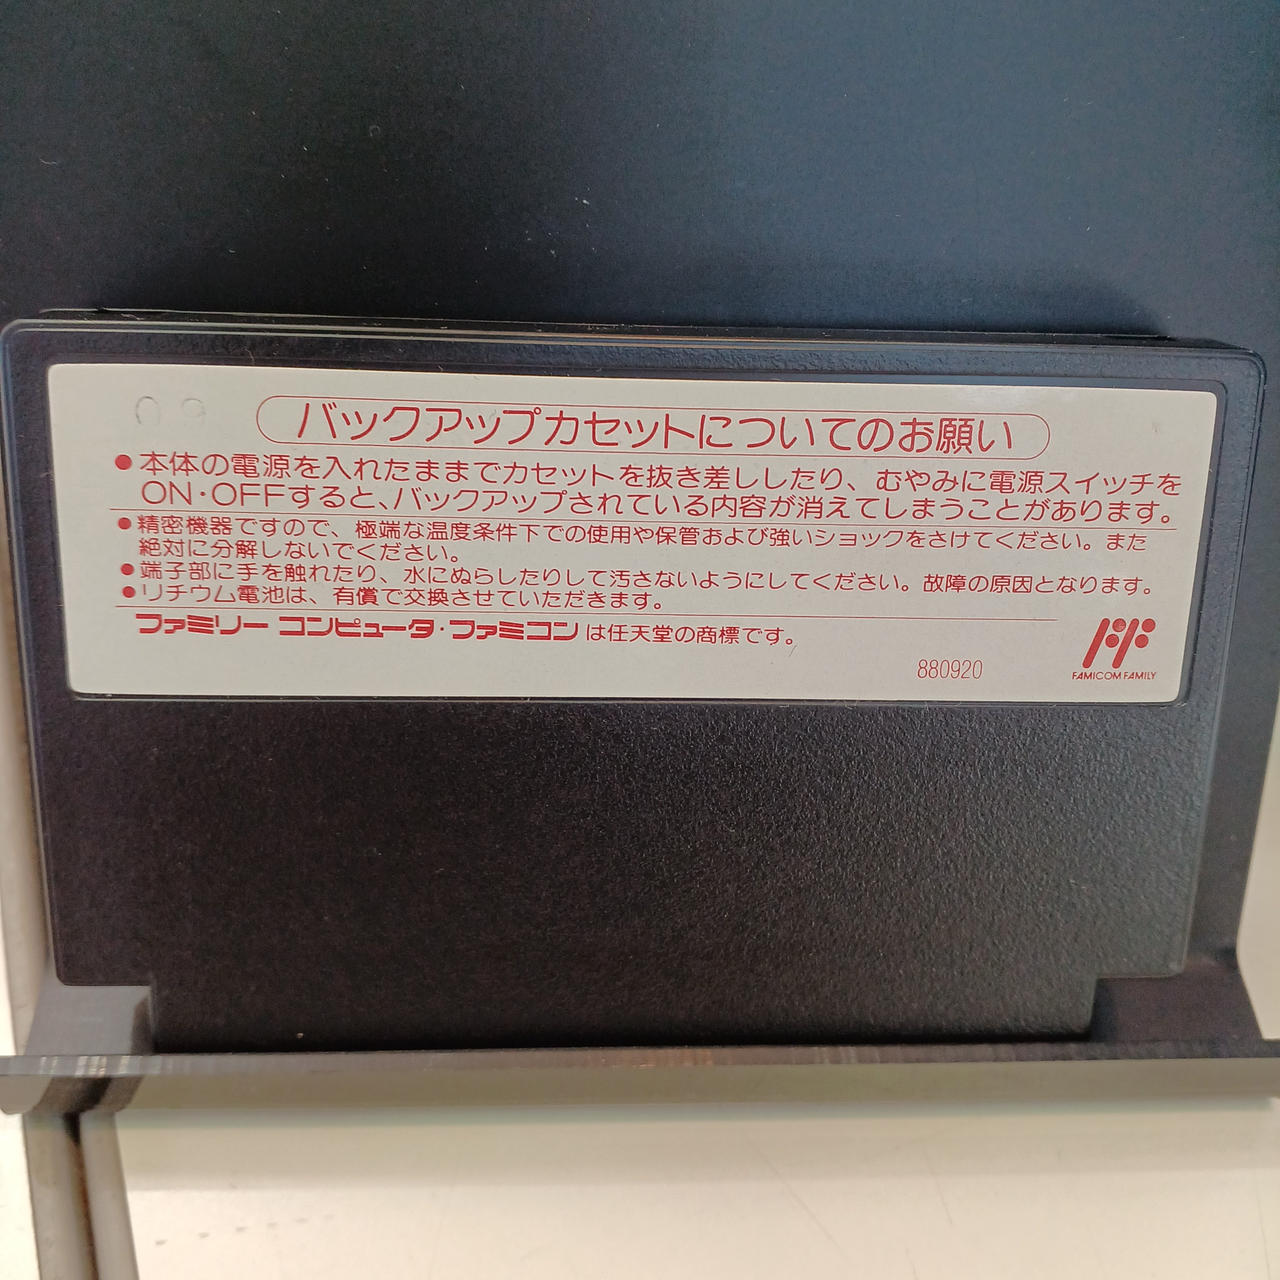 09
バックアップカセットについてのお願い
●本体の電源を入れたままでカセットを抜き差ししたり、むやみに電源スイッチを
ON・OFFすると、バックアップされている内容が消えてしまうことがあります。
●精密機器ですので、極端な温度条件下での使用や保管および強いショックをさけてください。また
絶対に分解しないでください。
●端子部に手を触れたり、水にぬらしたりして汚さないようにしてください。故障の原因となります。
●リチウム電池は、有償で交換させていただきます。
ファミリー コンピュータ・ファミコンは任天堂の商標です。
880920
FAMICOM FAMILY